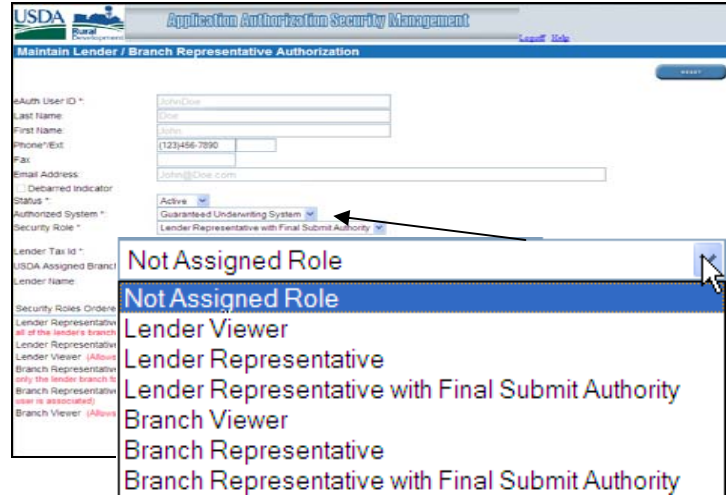 USDA
Rural
Development
Application Authorization Security Management
Logoff Help
Maintain Lender / Branch Representative Authorization
RESET
eAuth User ID *:
JohnDoe
Last Name:
Doe
First Name:
John
Phone*/Ext:
(123)456-7890
Fax:
Email Address:
John@Doe.com
Debarred Indicator
Status *:
Active
Authorized System *:
Guaranteed Underwriting System
Security Role *
Lender Representative with Final Submit Authority
Lender Tax Id *:
USDA Assigned Branch
Lender Name
Security Roles Ordere
Lender Representative
all of the lender's branch
Lender Representative
Lender Viewer (Allows
Branch Representative
only the lender branch fo
Branch Representative
user is associated)
Branch Viewer (Allows
Not Assigned Role
Not Assigned Role
Lender Viewer
Lender Representative
Lender Representative with Final Submit Authority
Branch Viewer
Branch Representative
Branch Representative with Final Submit Authority